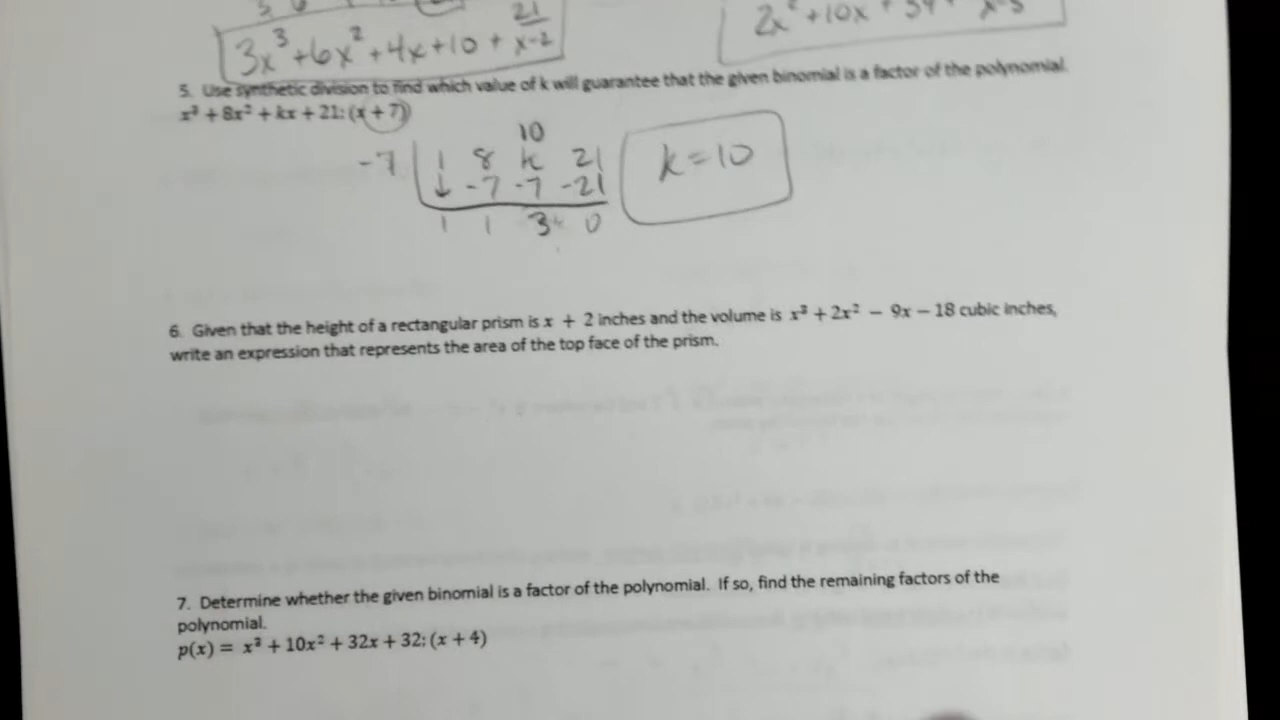 21
3x³+6x²+4x+10 + x-2
2x²+10x+34+ x-3
5. Use synthetic division to find which value of k will guarantee that the given binomial is a factor of the polynomial.
x³ + 8x² + kx + 21; (x + 7)
10
-7 1 8 k 21
↓ -7 -7 -21
1 1 3 0
k = 10
6. Given that the height of a rectangular prism is x + 2 inches and the volume is x³ + 2x² − 9x − 18 cubic inches,
write an expression that represents the area of the top face of the prism.
7. Determine whether the given binomial is a factor of the polynomial. If so, find the remaining factors of the
polynomial.
p(x) = x³ + 10x² + 32x + 32; (x + 4)